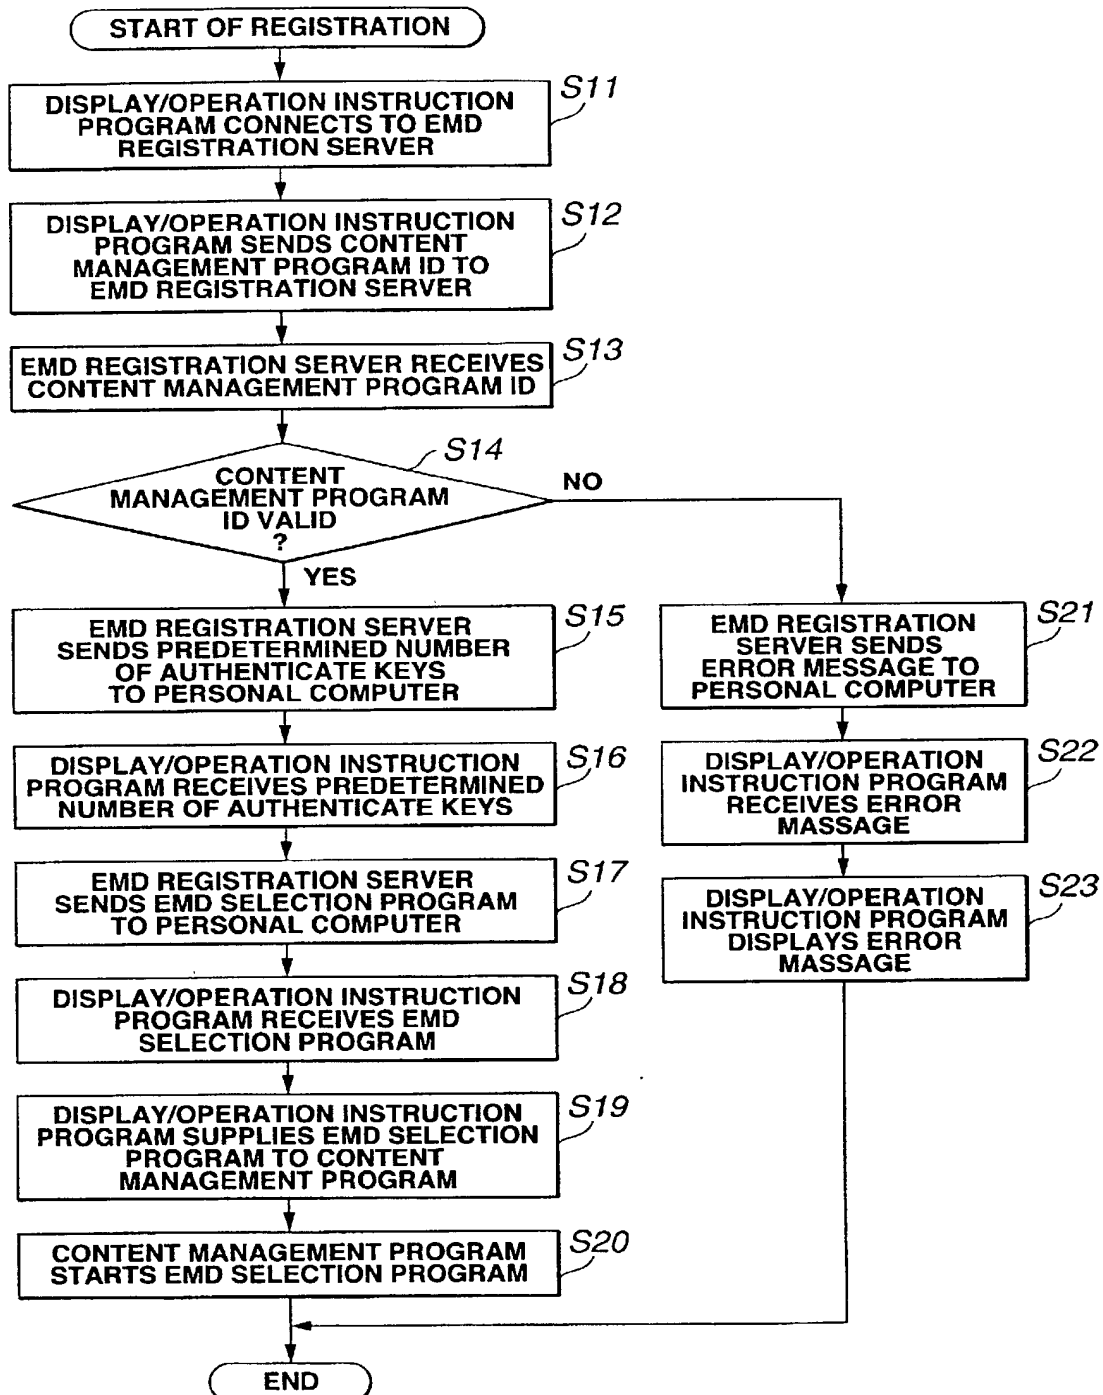 START OF REGISTRATION
S11
DISPLAY/OPERATION INSTRUCTION
PROGRAM CONNECTS TO EMD
REGISTRATION SERVER
S12
DISPLAY/OPERATION INSTRUCTION
PROGRAM SENDS CONTENT
MANAGEMENT PROGRAM ID TO
EMD REGISTRATION SERVER
S13
EMD REGISTRATION SERVER RECEIVES
CONTENT MANAGEMENT PROGRAM ID
S14
CONTENT
MANAGEMENT PROGRAM
ID VALID
?
NO
YES
S15
EMD REGISTRATION SERVER
SENDS PREDETERMINED NUMBER
OF AUTHENTICATE KEYS
TO PERSONAL COMPUTER
S16
DISPLAY/OPERATION INSTRUCTION
PROGRAM RECEIVES PREDETERMINED
NUMBER OF AUTHENTICATE KEYS
S17
EMD REGISTRATION SERVER
SENDS EMD SELECTION PROGRAM
TO PERSONAL COMPUTER
S18
DISPLAY/OPERATION INSTRUCTION
PROGRAM RECEIVES EMD
SELECTION PROGRAM
S19
DISPLAY/OPERATION INSTRUCTION
PROGRAM SUPPLIES EMD SELECTION
PROGRAM TO CONTENT
MANAGEMENT PROGRAM
S20
CONTENT MANAGEMENT PROGRAM
STARTS EMD SELECTION PROGRAM
S21
EMD REGISTRATION
SERVER SENDS
ERROR MESSAGE TO
PERSONAL COMPUTER
S22
DISPLAY/OPERATION
INSTRUCTION PROGRAM
RECEIVES ERROR
MASSAGE
S23
DISPLAY/OPERATION
INSTRUCTION PROGRAM
DISPLAYS ERROR
MASSAGE
END